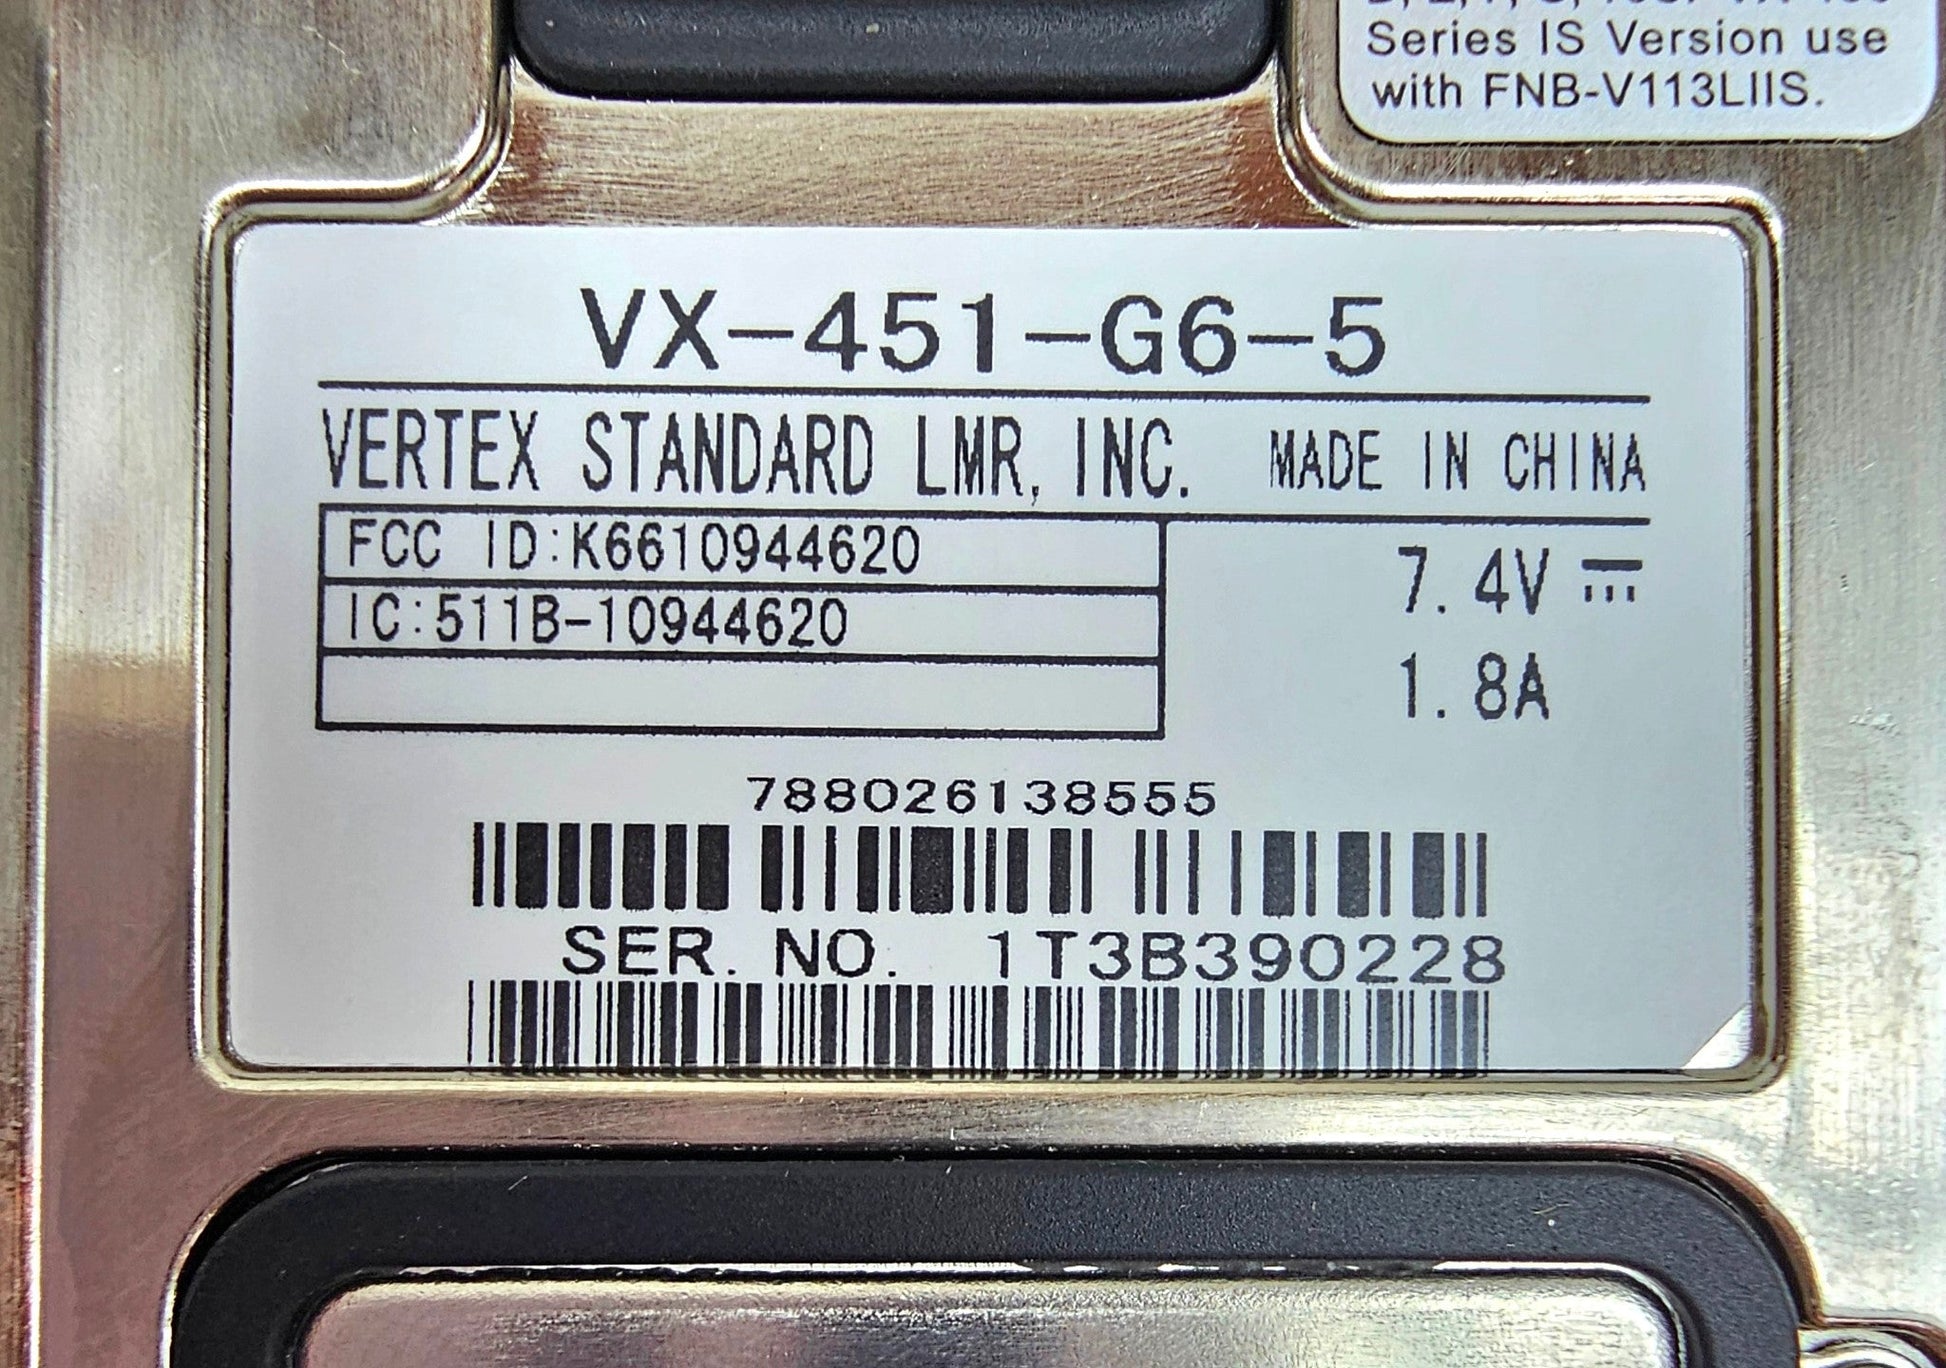 Series IS Version use
with FNB-V113LIIS.
VX-451-G6-5
VERTEX STANDARD LMR, INC. MADE IN CHINA
FCC ID:K6610944620
7.4V
IC:511B-10944620
1.8A
788026138555
SER. NO. 1T3B390228